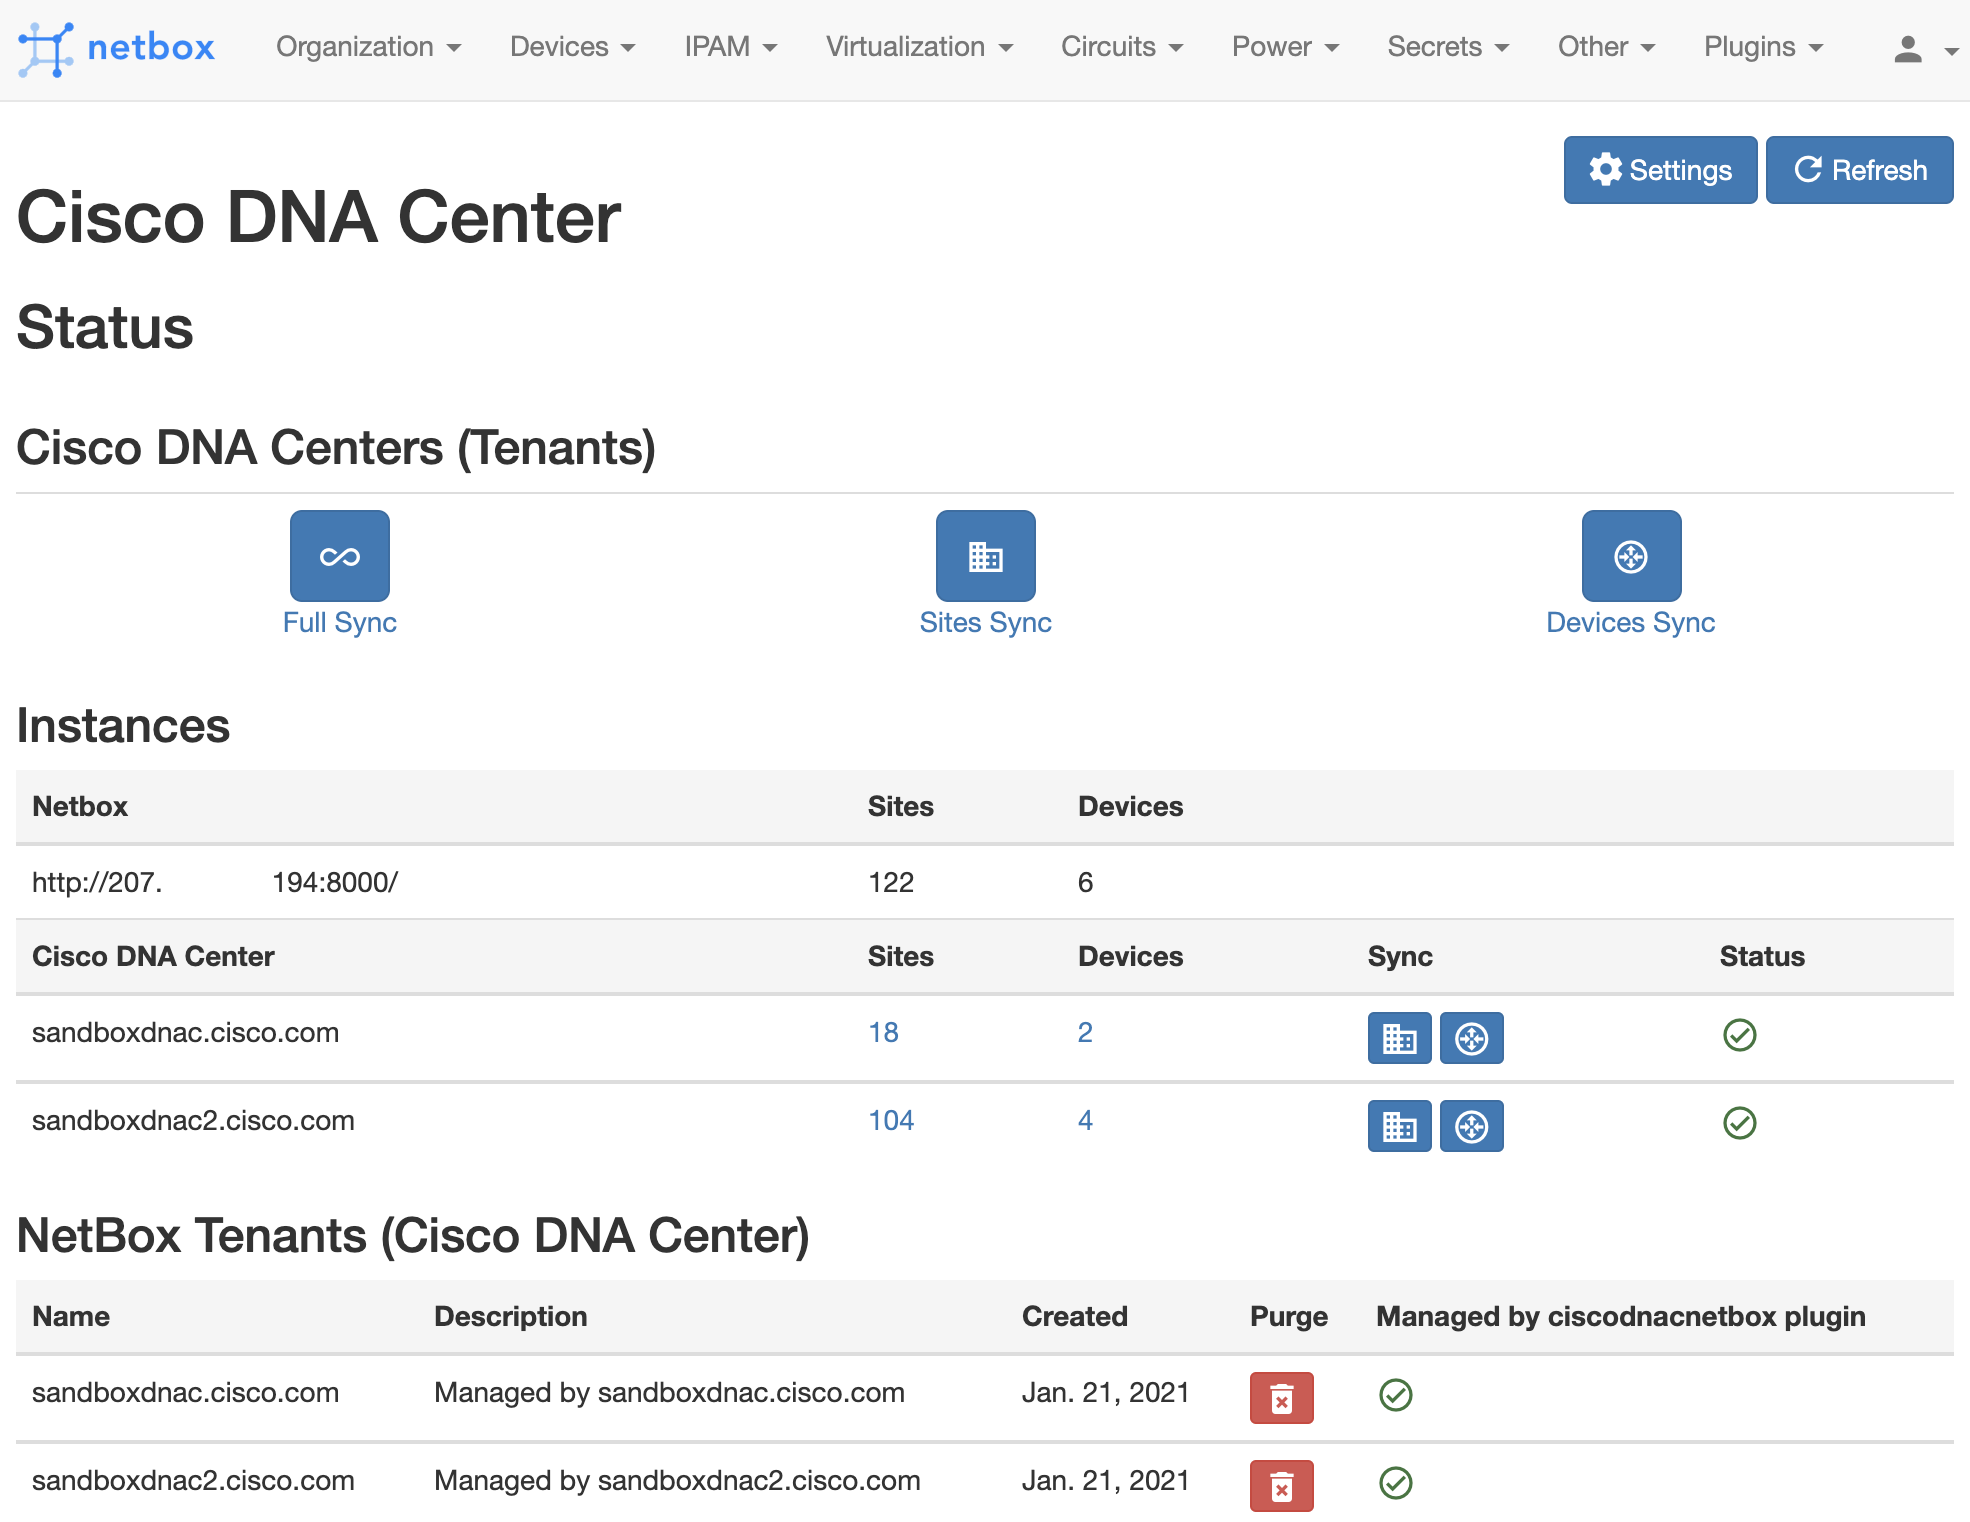 netbox Organization Devices IPAM Virtualization Circuits Power Secrets Other Plugins
Settings Refresh
Cisco DNA Center
Status
Cisco DNA Centers (Tenants)
Full Sync Sites Sync Devices Sync
Instances
Netbox Sites Devices
http://207. 194:8000/ 122 6
Cisco DNA Center Sites Devices Sync Status
sandboxdnac.cisco.com 18 2
sandboxdnac2.cisco.com 104 4
NetBox Tenants (Cisco DNA Center)
Name Description Created Purge Managed by ciscodnacnetbox plugin
sandboxdnac.cisco.com Managed by sandboxdnac.cisco.com Jan. 21, 2021
sandboxdnac2.cisco.com Managed by sandboxdnac2.cisco.com Jan. 21, 2021